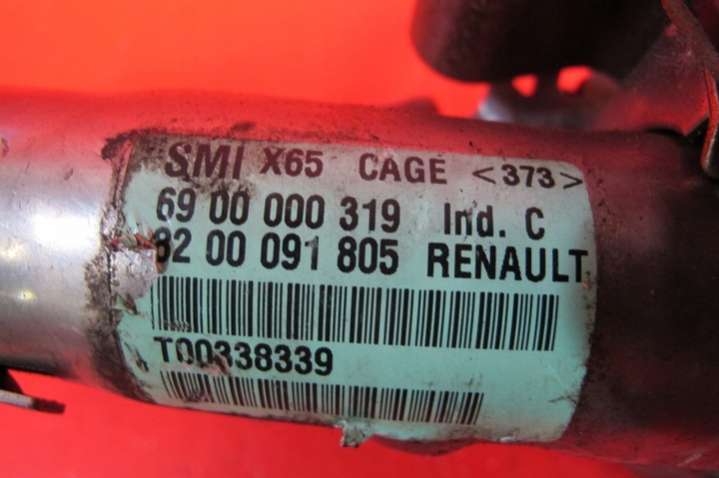 SMI X65 CAGE <373>
69 00 000 319 Ind. C
82 00 091 805 RENAULT
T00338339